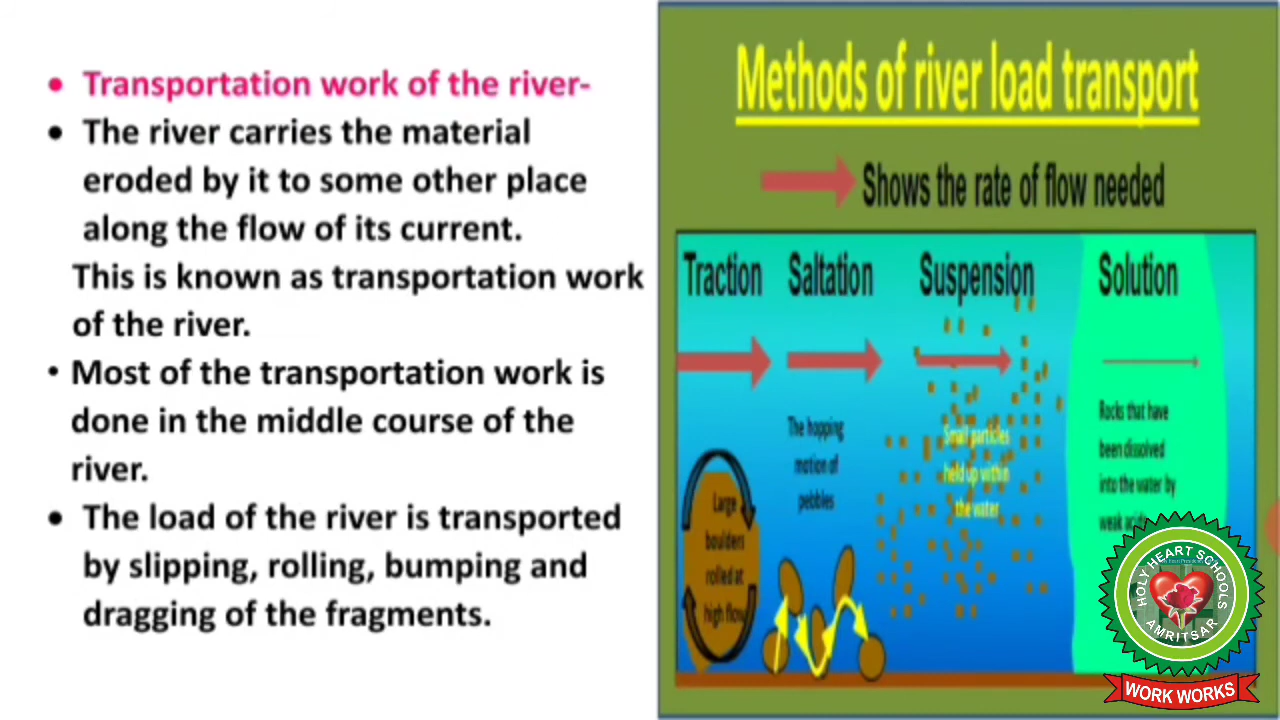 • Transportation work of the river-
• The river carries the material
eroded by it to some other place
along the flow of its current.
This is known as transportation work
of the river.
• Most of the transportation work is
done in the middle course of the
river.
• The load of the river is transported
by slipping, rolling, bumping and
dragging of the fragments.
Methods of river load transport
Shows the rate of flow needed
Traction Saltation Suspension Solution
Large
boulders
rolled at
high flow
The hopping
motion of
pebbles
Small particles
held up within
the water
Rocks that have
been dissolved
into the water by
weak
HOLY HEART SCHOOLS
AMRITSAR
WORK WORKS